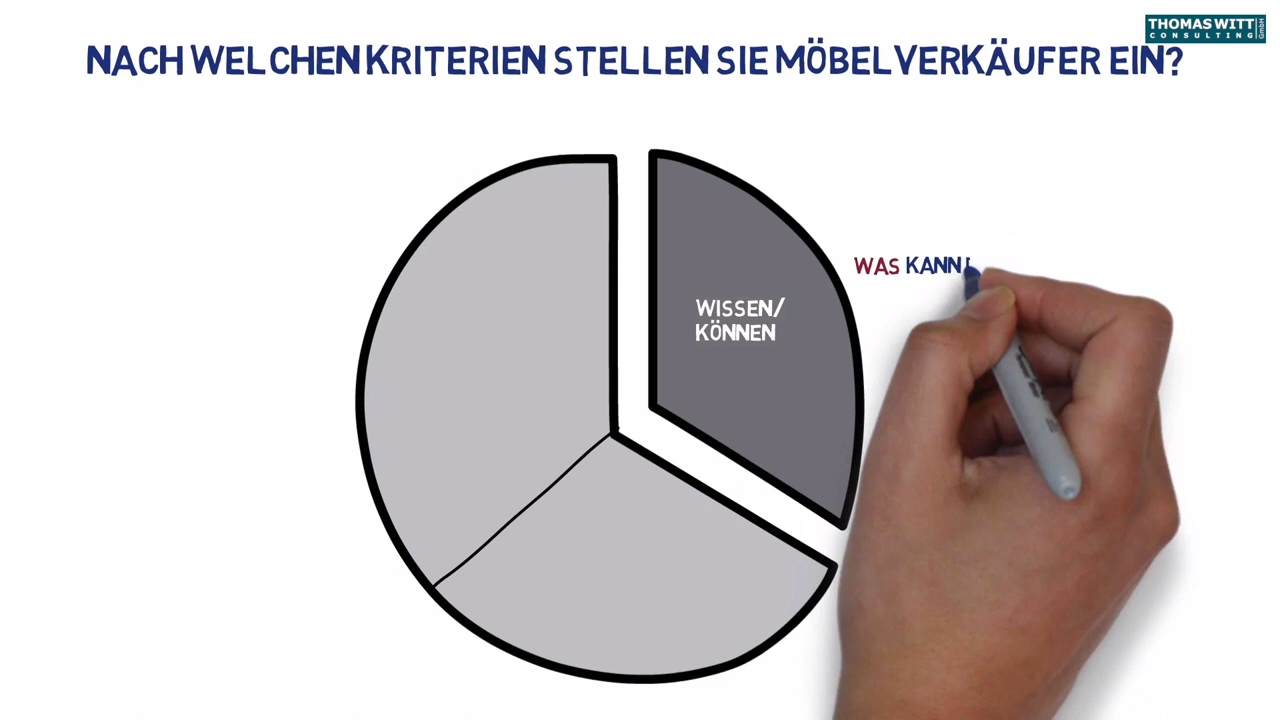 THOMAS WITT
CONSULTING GmbH
NACH WELCHEN KRITERIEN STELLEN SIE MÖBELVERKÄUFER EIN?
WAS KANN
WISSEN/
KÖNNEN